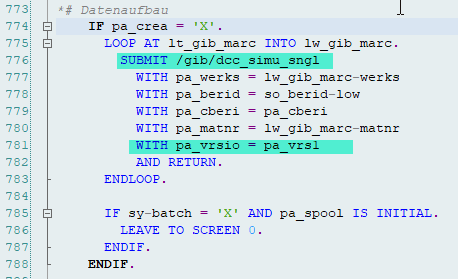 773 *# Datenaufbau
774 IF pa_crea = 'X'.
775 LOOP AT lt_gib_marc INTO lw_gib_marc.
776 SUBMIT /gib/dcc_simu_sngl
777 WITH pa_werks = lw_gib_marc-werks
778 WITH pa_berid = so_berid-low
779 WITH pa_cberi = pa_cberi
780 WITH pa_matnr = lw_gib_marc-matnr
781 WITH pa_vrsio = pa_vrs1
782 AND RETURN.
783 ENDLOOP.
784
785 IF sy-batch = 'X' AND pa_spool IS INITIAL.
786 LEAVE TO SCREEN 0.
787 ENDIF.
788 ENDIF.